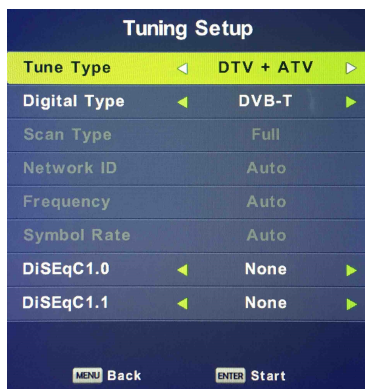 Tuning Setup
Tune Type DTV + ATV
Digital Type DVB-T
Scan Type Full
Network ID Auto
Frequency Auto
Symbol Rate Auto
DiSEqC1.0 None
DiSEqC1.1 None
MENU Back ENTER Start